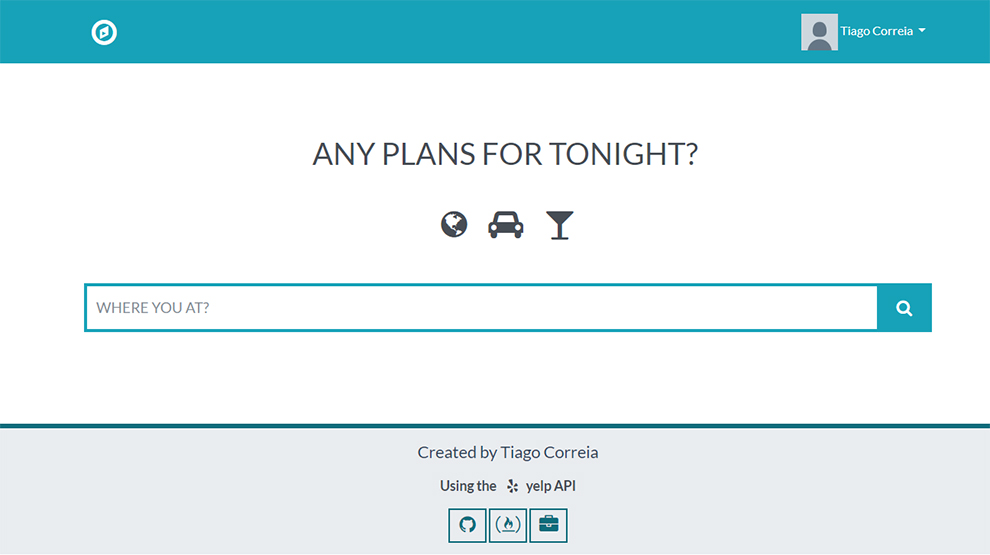 Tiago Correia
ANY PLANS FOR TONIGHT?
WHERE YOU AT?
Created by Tiago Correia
Using the yelp API